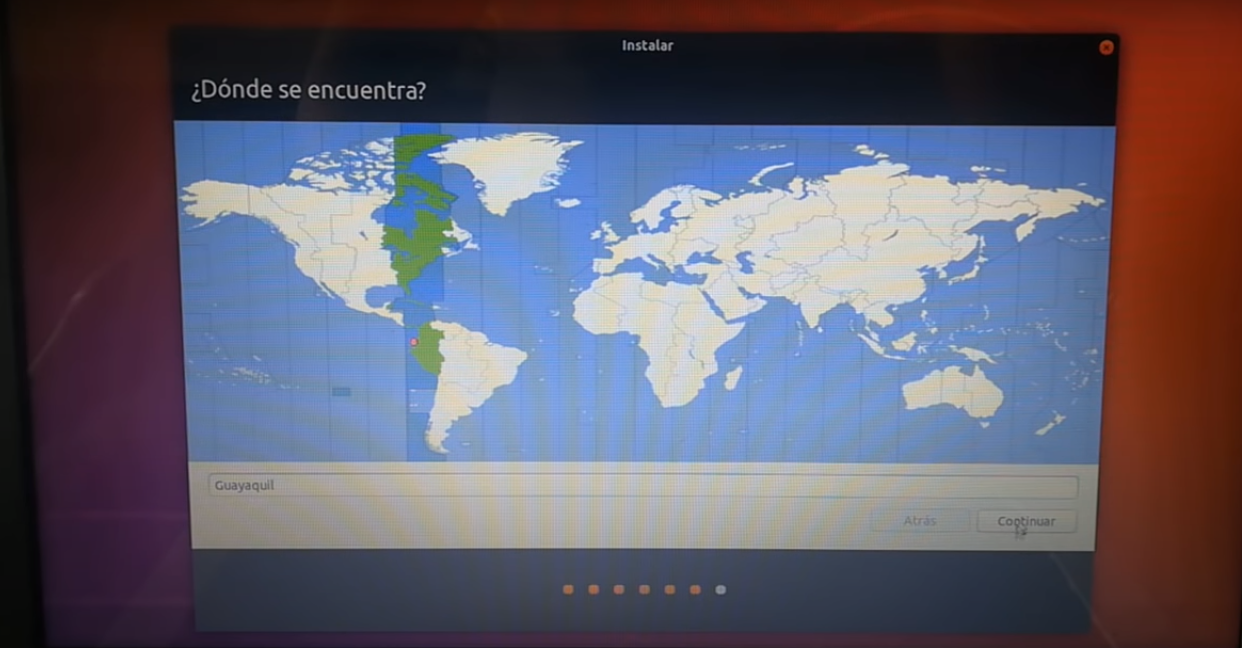 Instalar
¿Dónde se encuentra?
Guayaquil
Atrás
Continuar